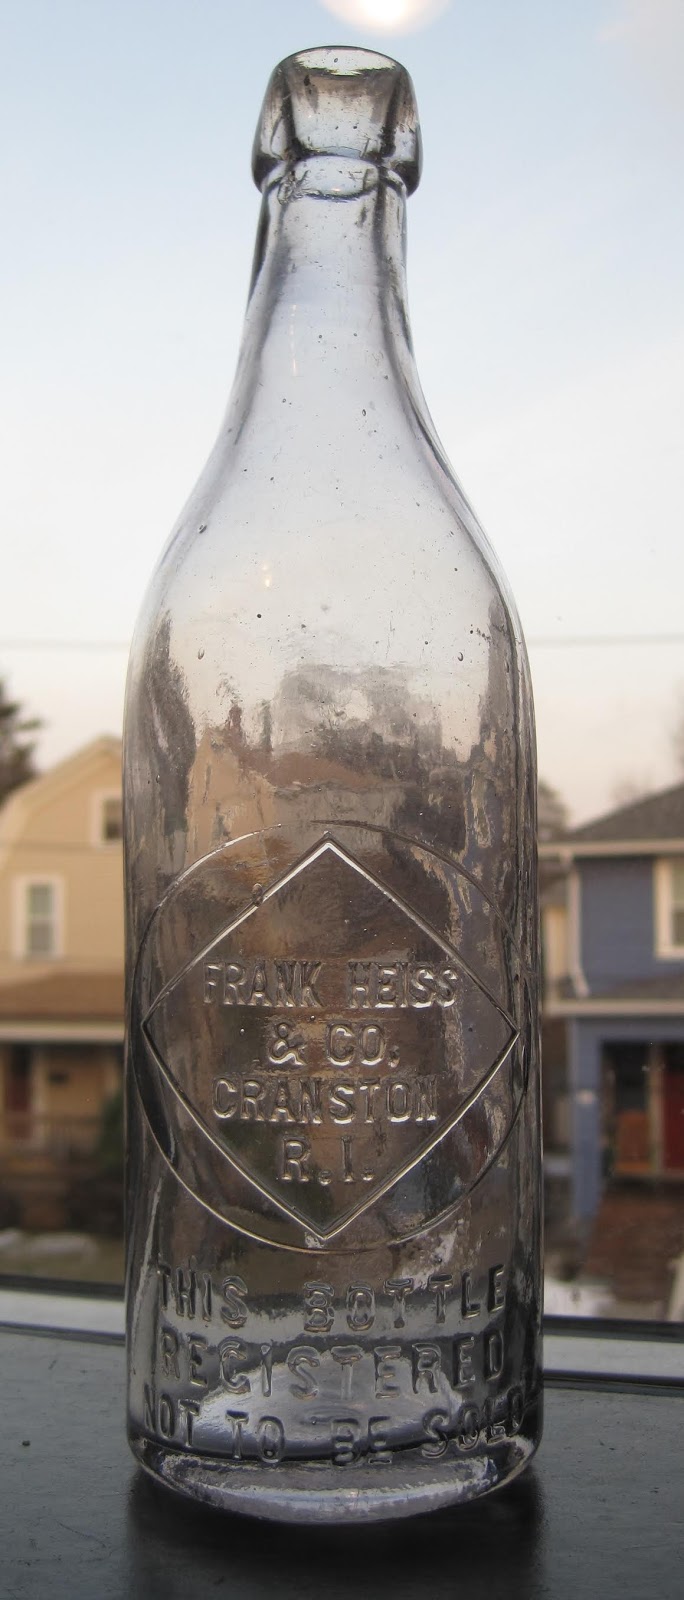 FRANK HEISS
& CO.
CRANSTON
R.I.
THIS BOTTLE
REGISTERED
NOT TO BE SOLD